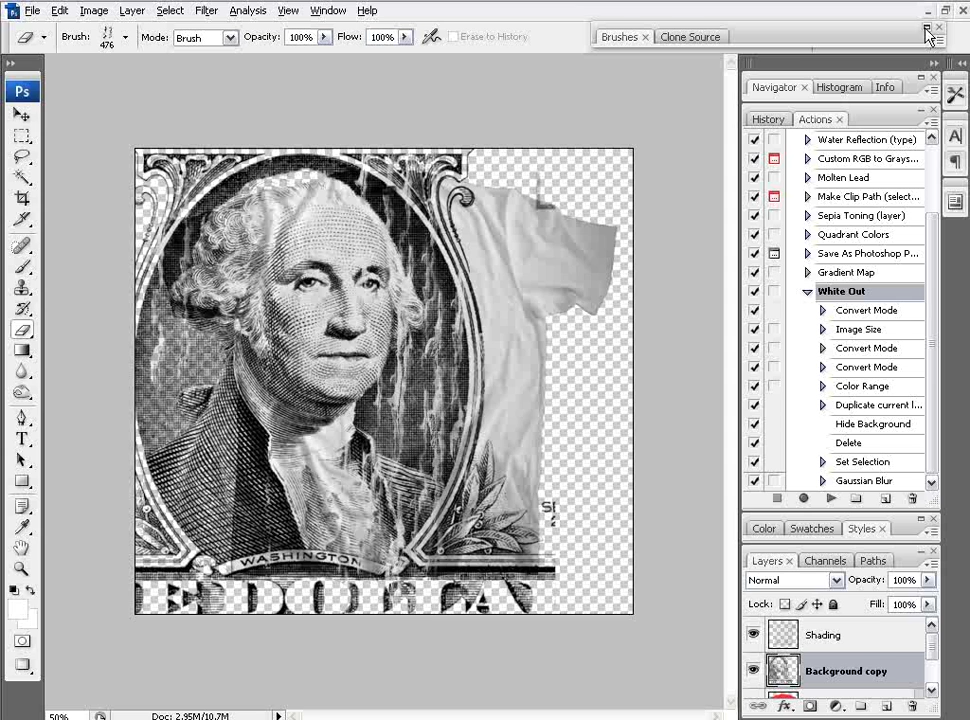 File Edit Image Layer Select Filter Analysis View Window Help
Brush: 476 Mode: Brush Opacity: 100% Flow: 100% Erase to History
Brushes x Clone Source
Ps
Navigator x Histogram Info
History Actions x
Water Reflection (type)
Custom RGB to Grays...
Molten Lead
Make Clip Path (select...
Sepia Toning (layer)
Quadrant Colors
Save As Photoshop P...
Gradient Map
White Out
Convert Mode
Image Size
Convert Mode
Convert Mode
Color Range
Duplicate current l...
Hide Background
Delete
Set Selection
Gaussian Blur
WASHINGTON
Color Swatches Styles x
Layers x Channels Paths
Normal Opacity: 100%
Lock: Fill: 100%
Shading
Background copy
50% Doc: 2.95M/10.7M